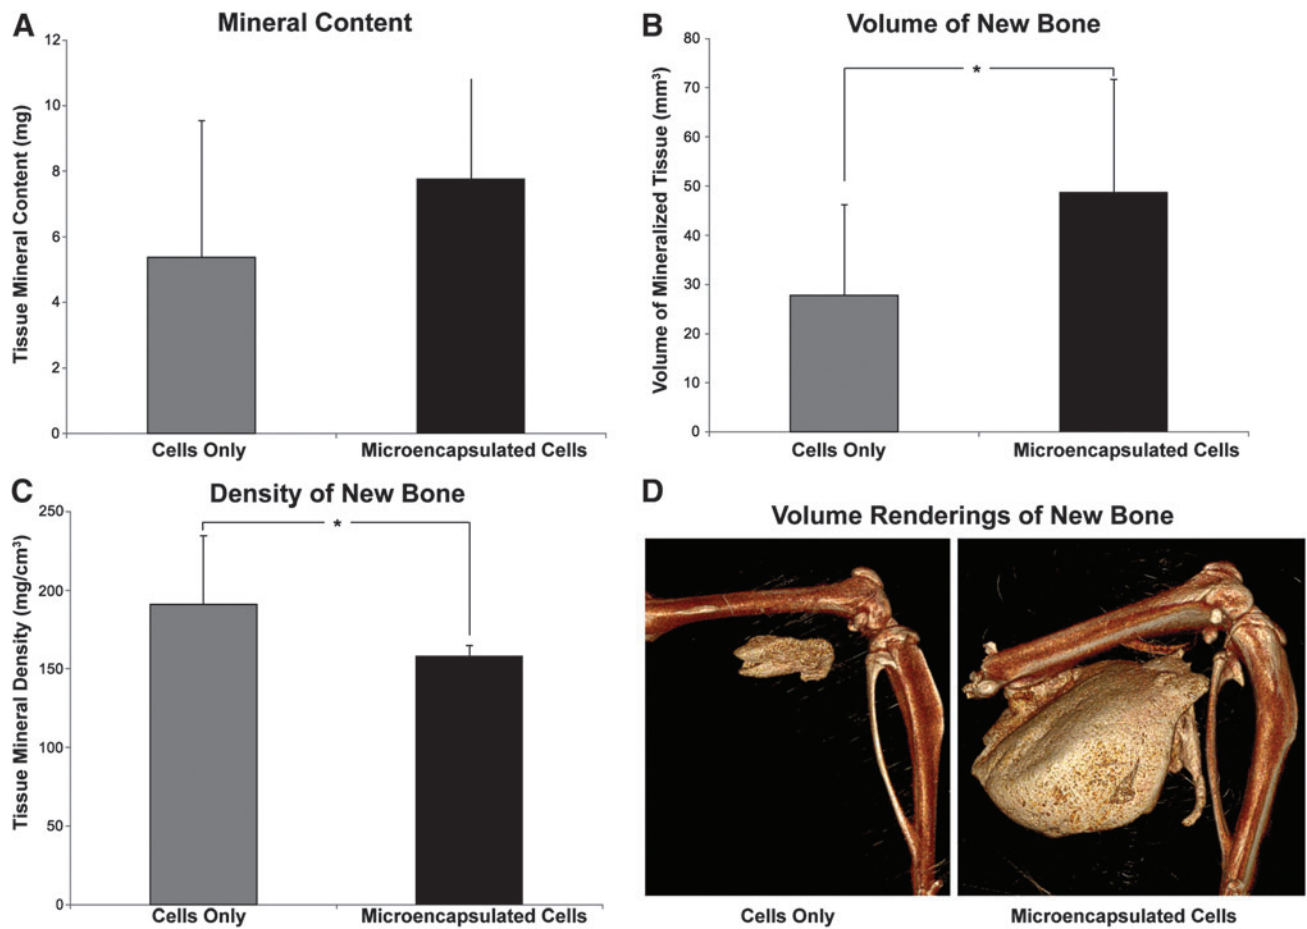 A
Mineral Content
Tissue Mineral Content (mg)
12
10
8
6
4
2
0
Cells Only
Microencapsulated Cells
B
Volume of New Bone
Volume of Mineralized Tissue (mm³)
80
70
60
50
40
30
20
10
0
*
Cells Only
Microencapsulated Cells
C
Density of New Bone
Tissue Mineral Density (mg/cm³)
250
200
150
100
50
0
*
Cells Only
Microencapsulated Cells
D
Volume Renderings of New Bone
Cells Only
Microencapsulated Cells